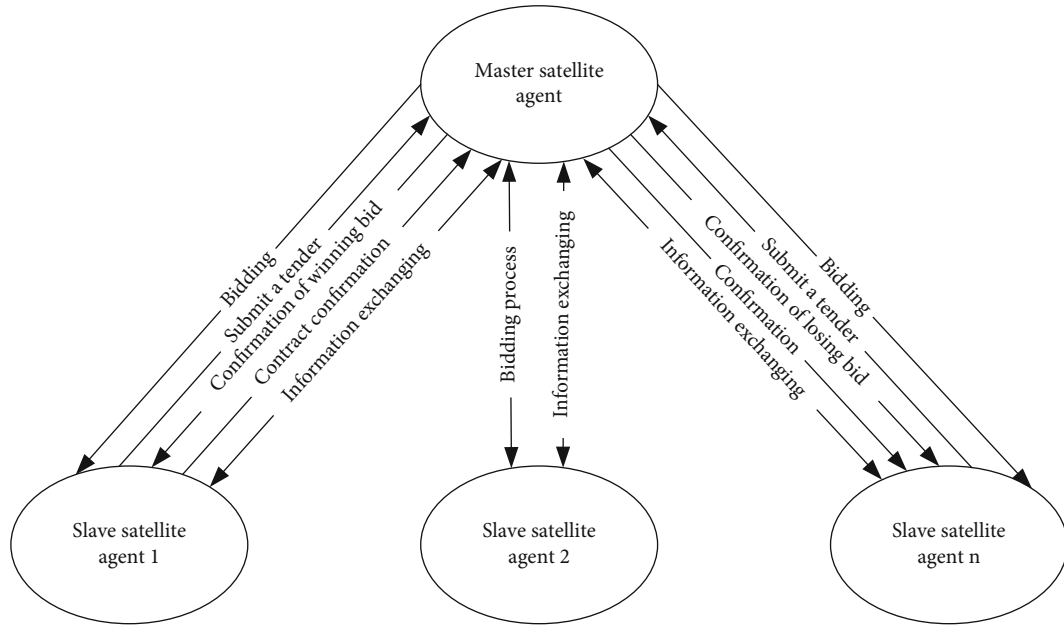 Master satellite
agent
Bidding
Submit a tender
Confirmation of winning bid
Contract confirmation
Information exchanging
Bidding process
Information exchanging
Information exchanging
Confirmation
Confirmation of losing bid
Submit a tender
Bidding
Slave satellite
agent 1
Slave satellite
agent 2
Slave satellite
agent n